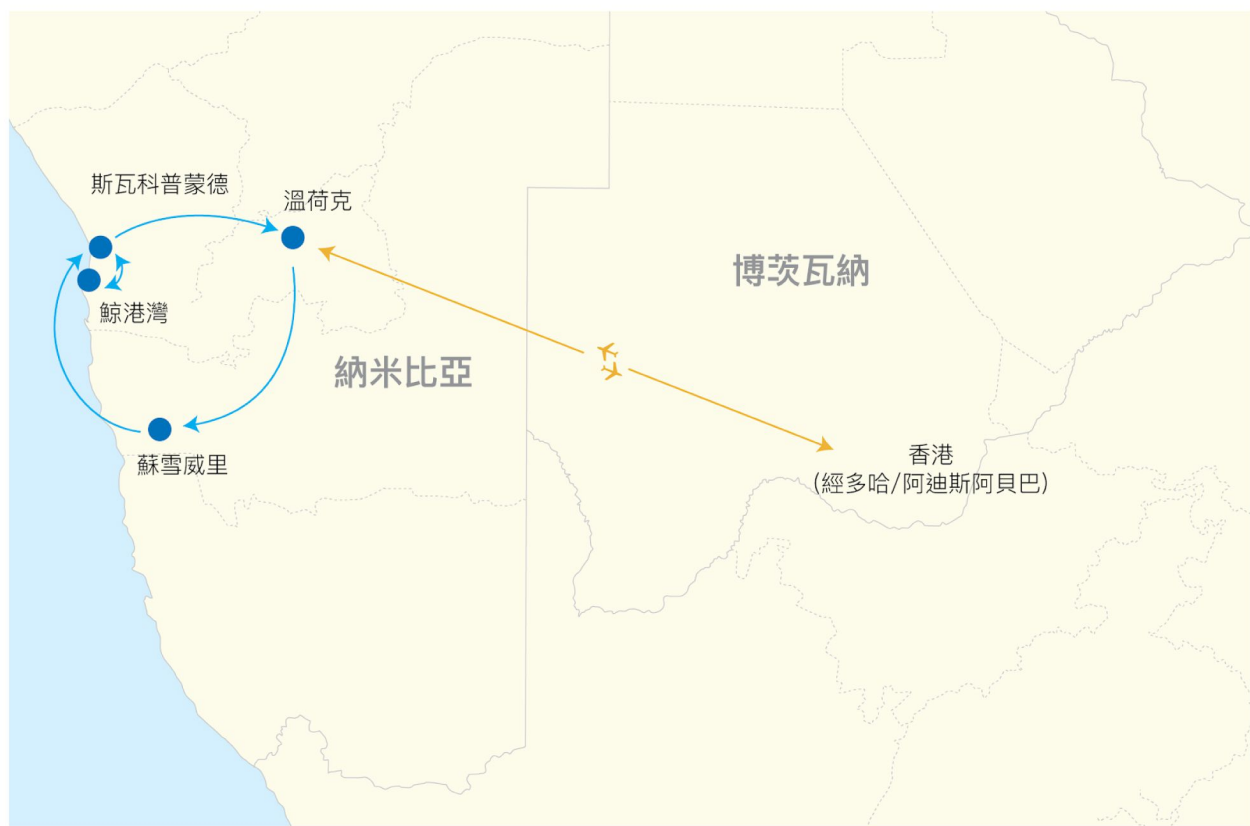 斯瓦科普蒙德
溫荷克
博茨瓦納
鯨港灣
納米比亞
蘇雪威里
香港
(經多哈/阿迪斯阿貝巴)